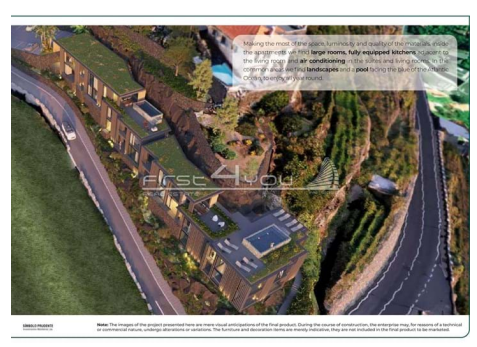 Making the most of the space, luminosity and quality of the materials, inside
the apartments we find large rooms, fully equipped kitchens adjacent to
the living room and air conditioning in the suites and living rooms. In the
common areas we find landscapes and a pool facing the blue of the Atlantic
Ocean, to enjoy all year round.
FIRST 4 YOU
Note: The images of the project presented here are mere visual anticipations of the final product. During the course of construction, the enterprise may, for reasons of a technical
or commercial nature, undergo alterations or variations. The furniture and decoration items are merely indicative, they are not included in the final product to be marketed.